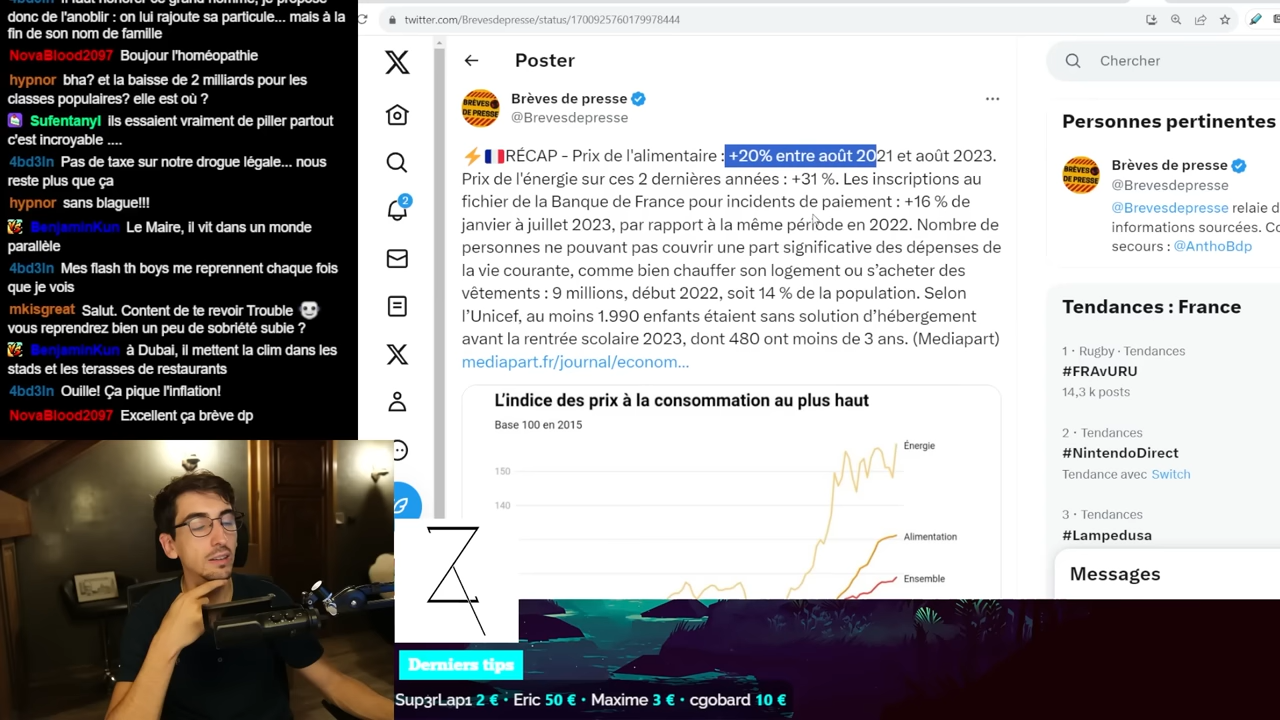 donc de l'anoblir : on lui rajoute sa particule... mais à la
fin de son nom de famille
NovaBlood2097 Boujour l'homéopathie
hypnor bha? et la baisse de 2 milliards pour les
classes populaires? elle est où ?
Sufentanyl ils essaient vraiment de piller partout
c'est incroyable ....
4bd3ln Pas de taxe sur notre drogue légale... nous
reste plus que ça
hypnor sans blague!!!
BenjaminKun Le Maire, il vit dans un monde
parallèle
4bd3ln Mes flash th boys me reprennent chaque fois
que je vois
mkisgreat Salut. Content de te revoir Trouble
vous reprendrez bien un peu de sobriété subie ?
BenjaminKun à Dubai, il mettent la clim dans les
stads et les terasses de restaurants
4bd3ln Ouille! Ça pique l'inflation!
NovaBlood2097 Excellent ça brève dp
twitter.com/Brevesdepresse/status/1700925760179978444
Poster
BRÈVES
DE PRESSE
Brèves de presse
@Brevesdepresse
RÉCAP - Prix de l'alimentaire : +20% entre août 2021 et août 2023.
Prix de l'énergie sur ces 2 dernières années : +31 %. Les inscriptions au
fichier de la Banque de France pour incidents de paiement : +16 % de
janvier à juillet 2023, par rapport à la même période en 2022. Nombre de
personnes ne pouvant pas couvrir une part significative des dépenses de
la vie courante, comme bien chauffer son logement ou s'acheter des
vêtements : 9 millions, début 2022, soit 14 % de la population. Selon
l'Unicef, au moins 1.990 enfants étaient sans solution d'hébergement
avant la rentrée scolaire 2023, dont 480 ont moins de 3 ans. (Mediapart)
mediapart.fr/journal/econom...
L'indice des prix à la consommation au plus haut
Base 100 en 2015
Énergie
150
140
Alimentation
Ensemble
2
Chercher
Personnes pertinentes
BRÈVES
DE PRESSE
Brèves de presse
@Brevesdepresse
@Brevesdepresse relaie d
informations sourcées. Co
secours : @AnthoBdp
Tendances : France
1 · Rugby · Tendances
#FRAvURU
14,3 k posts
2 · Tendances
#NintendoDirect
Tendance avec Switch
3 · Tendances
#Lampedusa
Messages
Z
Derniers tips
Sup3rLap1 2 € · Eric 50 € · Maxime 3 € · cgobard 10 €